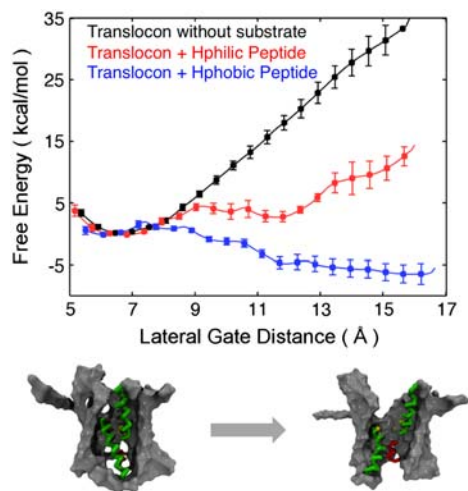 35
25
15
5
-5
Free Energy ( kcal/mol )
Translocon without substrate
Translocon + Hphilic Peptide
Translocon + Hphobic Peptide
5 7 9 11 13 15 17
Lateral Gate Distance ( Å )